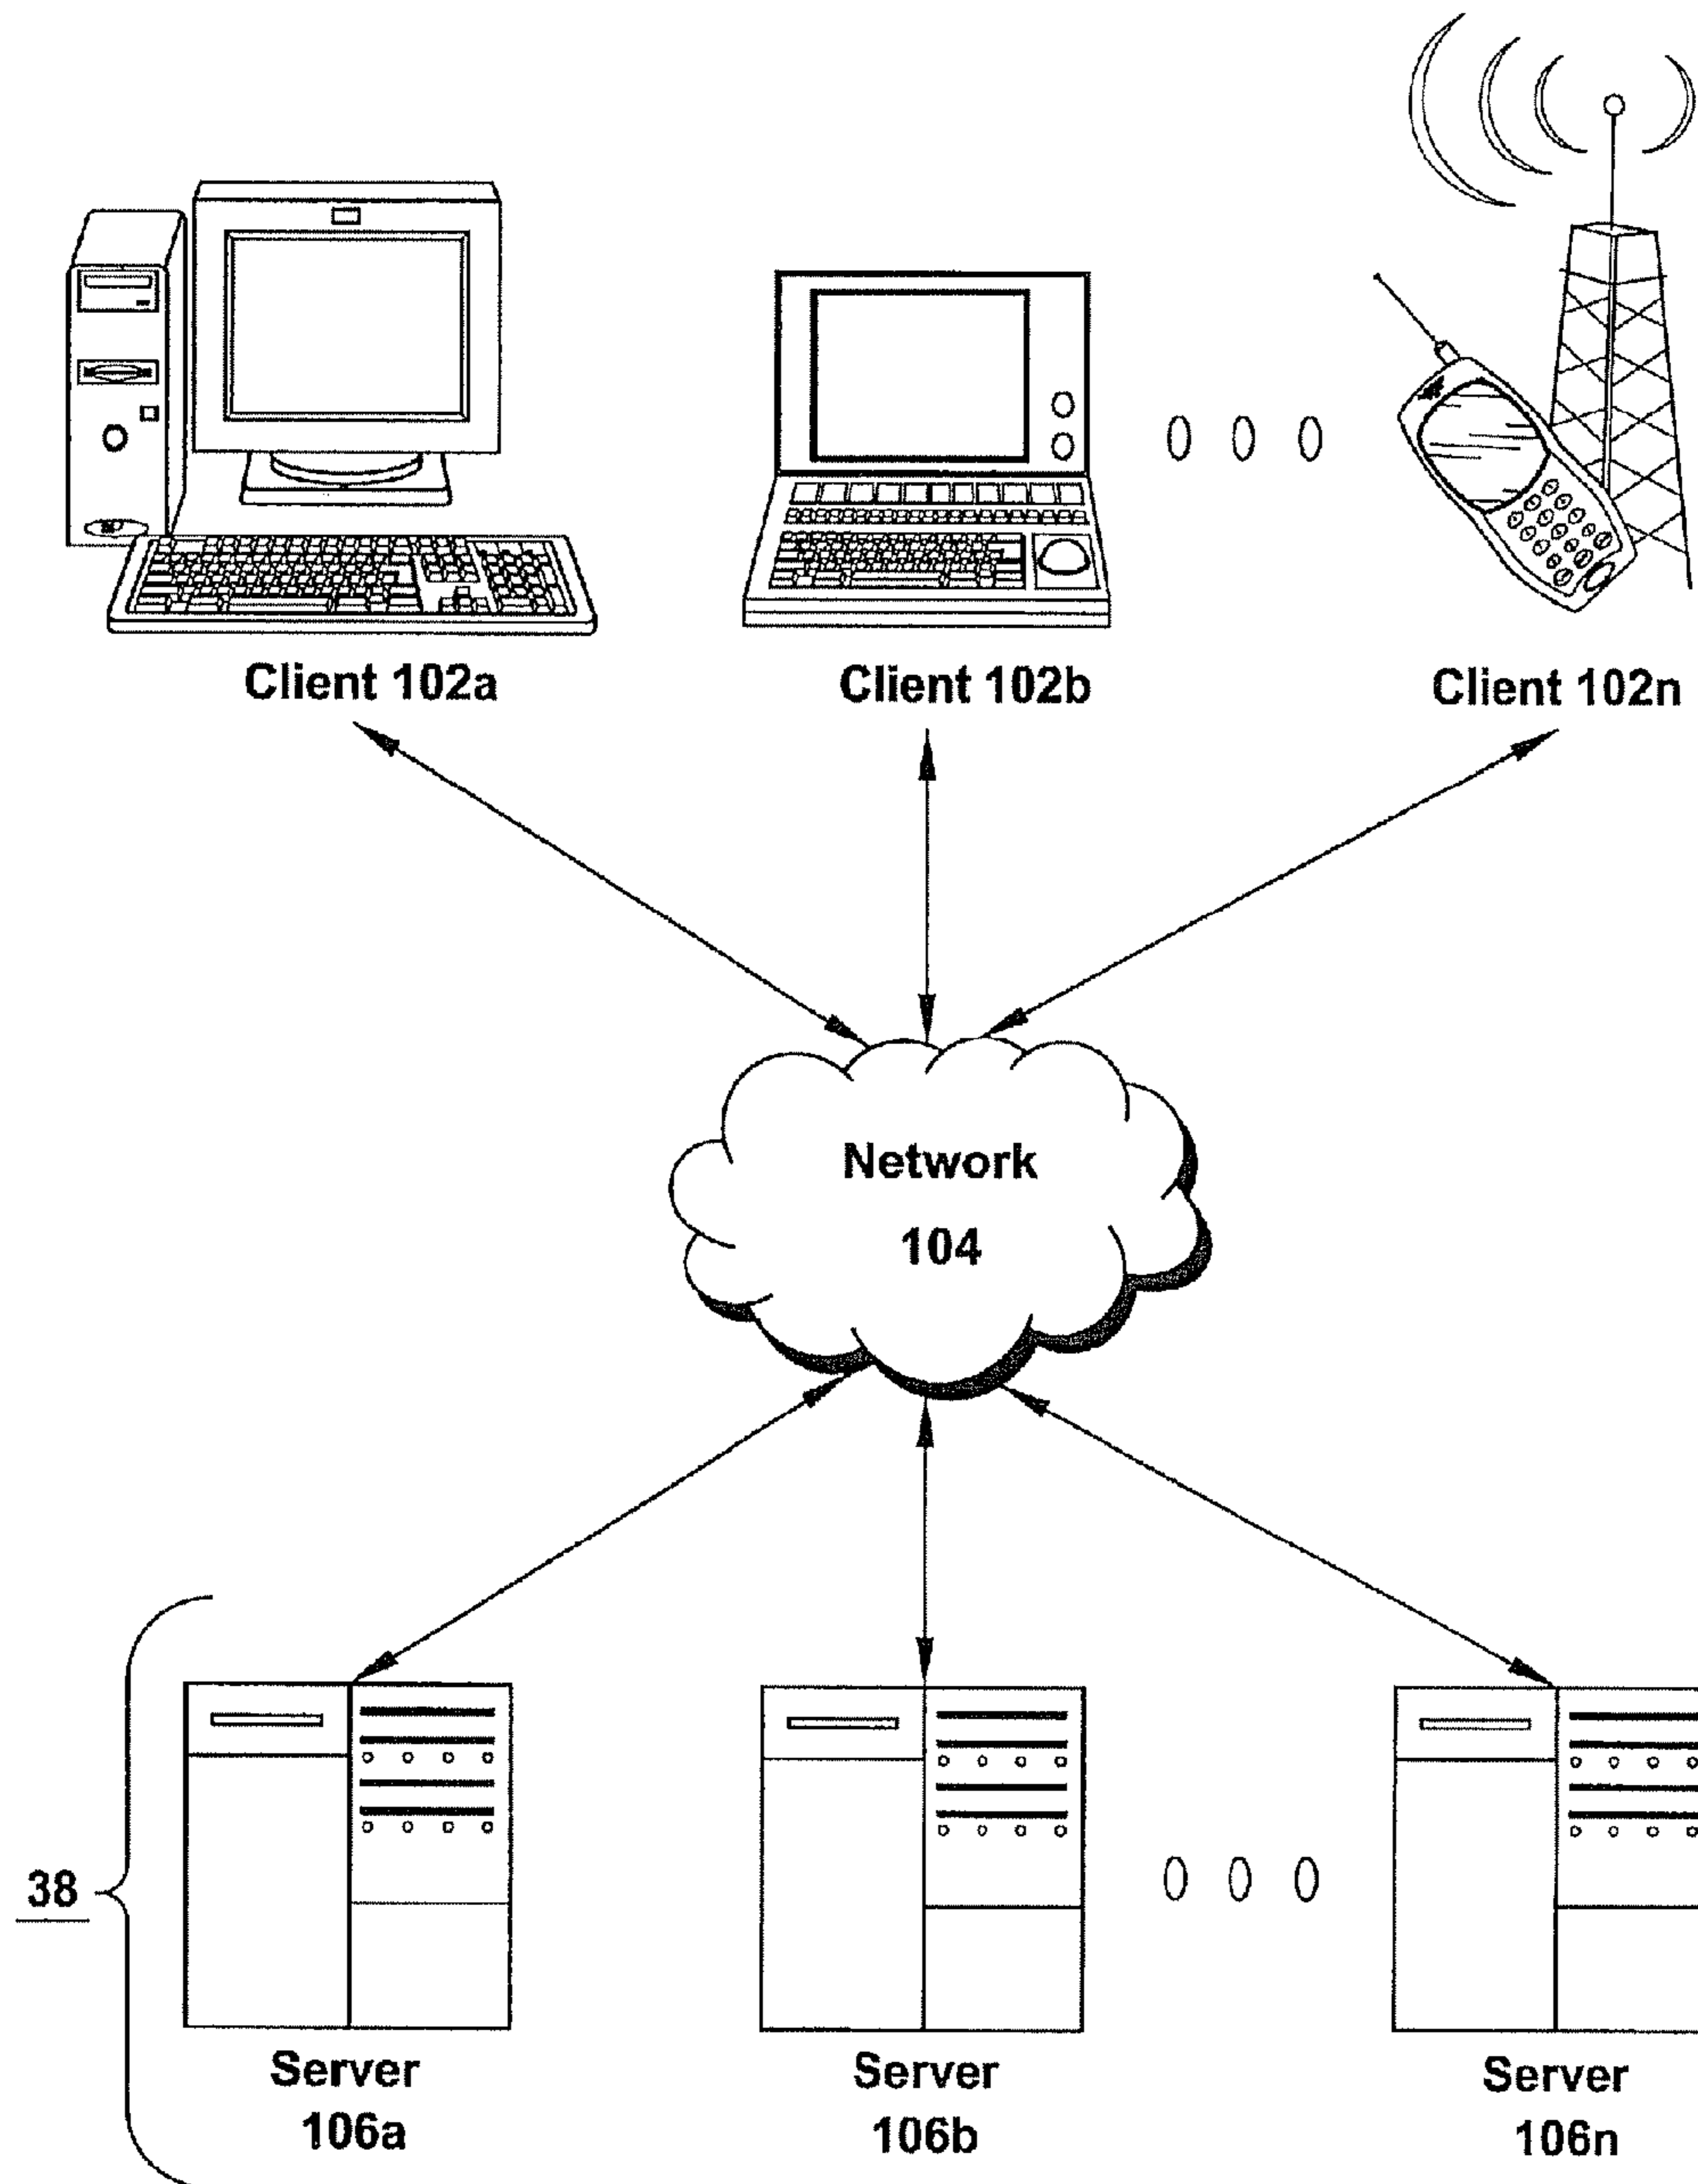 Client 102a
Client 102b
Client 102n
Network
104
38
Server
106a
Server
106b
Server
106n